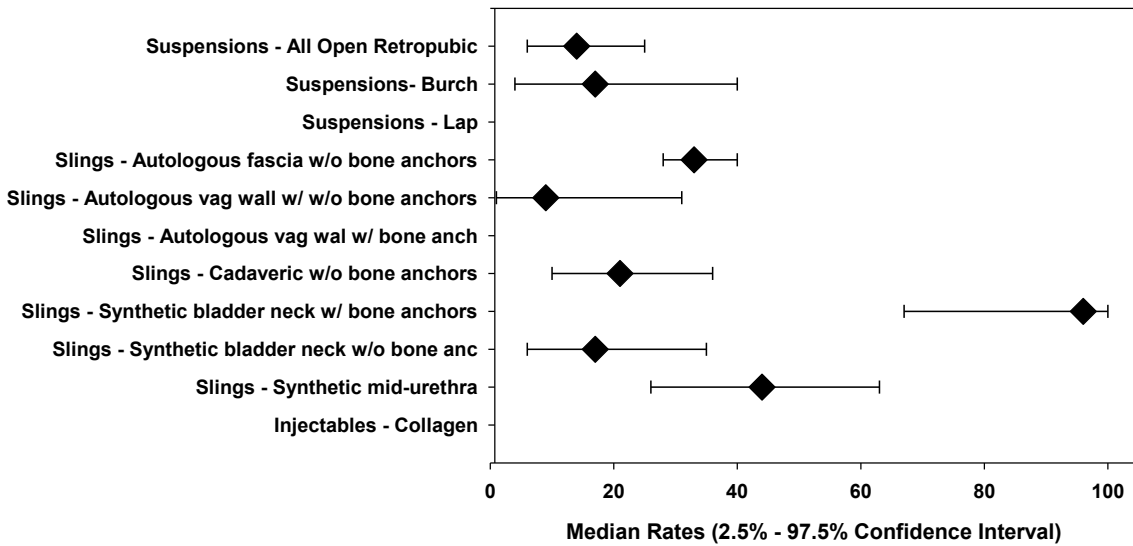 Suspensions - All Open Retropubic
Suspensions- Burch
Suspensions - Lap
Slings - Autologous fascia w/o bone anchors
Slings - Autologous vag wall w/ w/o bone anchors
Slings - Autologous vag wal w/ bone anch
Slings - Cadaveric w/o bone anchors
Slings - Synthetic bladder neck w/ bone anchors
Slings - Synthetic bladder neck w/o bone anc
Slings - Synthetic mid-urethra
Injectables - Collagen
0 20 40 60 80 100
Median Rates (2.5% - 97.5% Confidence Interval)